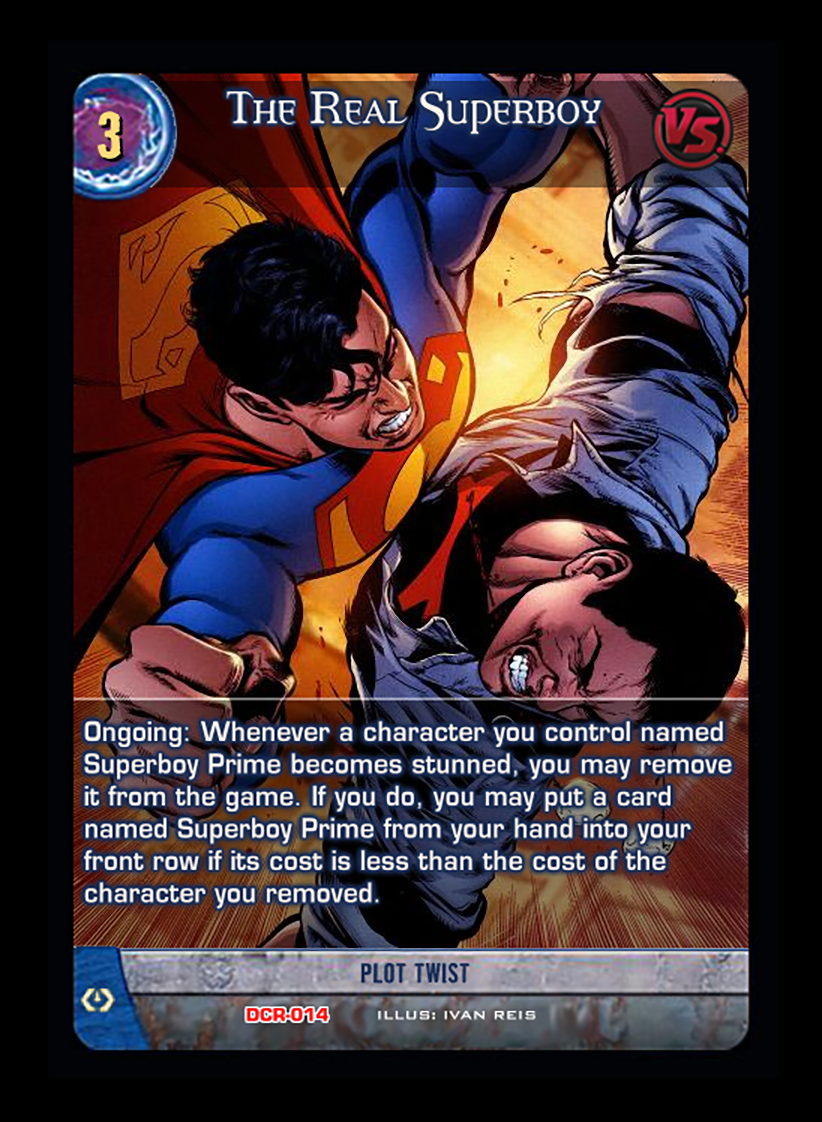 3
The Real Superboy
VS.
Ongoing: Whenever a character you control named
Superboy Prime becomes stunned, you may remove
it from the game. If you do, you may put a card
named Superboy Prime from your hand into your
front row if its cost is less than the cost of the
character you removed.
PLOT TWIST
DCR-014
ILLUS: IVAN REIS